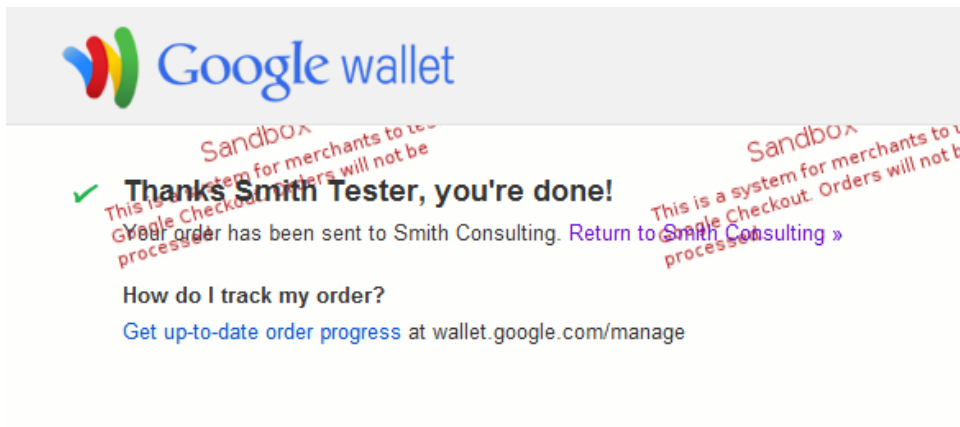 Google wallet
Sandbox
This is a system for merchants to
Google Checkout. Orders will not be
processed.
Sandbox
This is a system for merchants to
Google Checkout. Orders will not
processed.
Thanks Smith Tester, you're done!
Your order has been sent to Smith Consulting. Return to Smith Consulting »
How do I track my order?
Get up-to-date order progress at wallet.google.com/manage